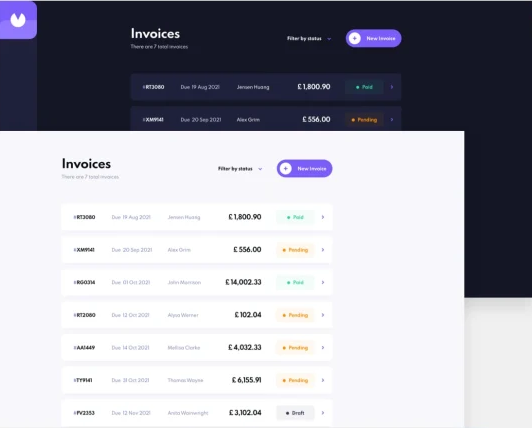 Invoices
There are 7 total invoices
Filter by status
New Invoice
#RT3080 Due 19 Aug 2021 Jensen Huang £ 1,800.90 Paid
#XM9141 Due 20 Sep 2021 Alex Grim £ 556.00 Pending
Invoices
There are 7 total invoices
Filter by status
New Invoice
#RT3080 Due 19 Aug 2021 Jensen Huang £ 1,800.90 Paid
#XM9141 Due 20 Sep 2021 Alex Grim £ 556.00 Pending
#RG0314 Due 01 Oct 2021 John Morrison £ 14,002.33 Paid
#RT2080 Due 12 Oct 2021 Alysa Werner £ 102.04 Pending
#AA1449 Due 14 Oct 2021 Mellisa Clarke £ 4,032.33 Pending
#TY9141 Due 31 Oct 2021 Thomas Wayne £ 6,155.91 Pending
#FV2353 Due 12 Nov 2021 Anita Wainwright £ 3,102.04 Draft